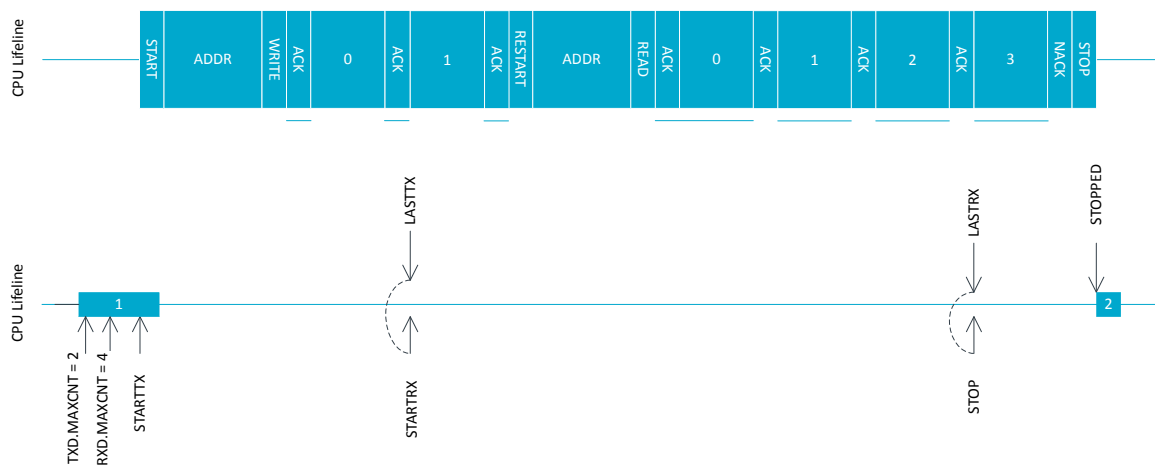 CPU Lifeline
START
ADDR
WRITE
ACK
0
ACK
1
ACK
RESTART
ADDR
READ
ACK
0
ACK
1
ACK
2
ACK
3
NACK
STOP
CPU Lifeline
LASTTX
LASTRX
STOPPED
1
2
TXD.MAXCNT = 2
RXD.MAXCNT = 4
STARTTX
STARTRX
STOP